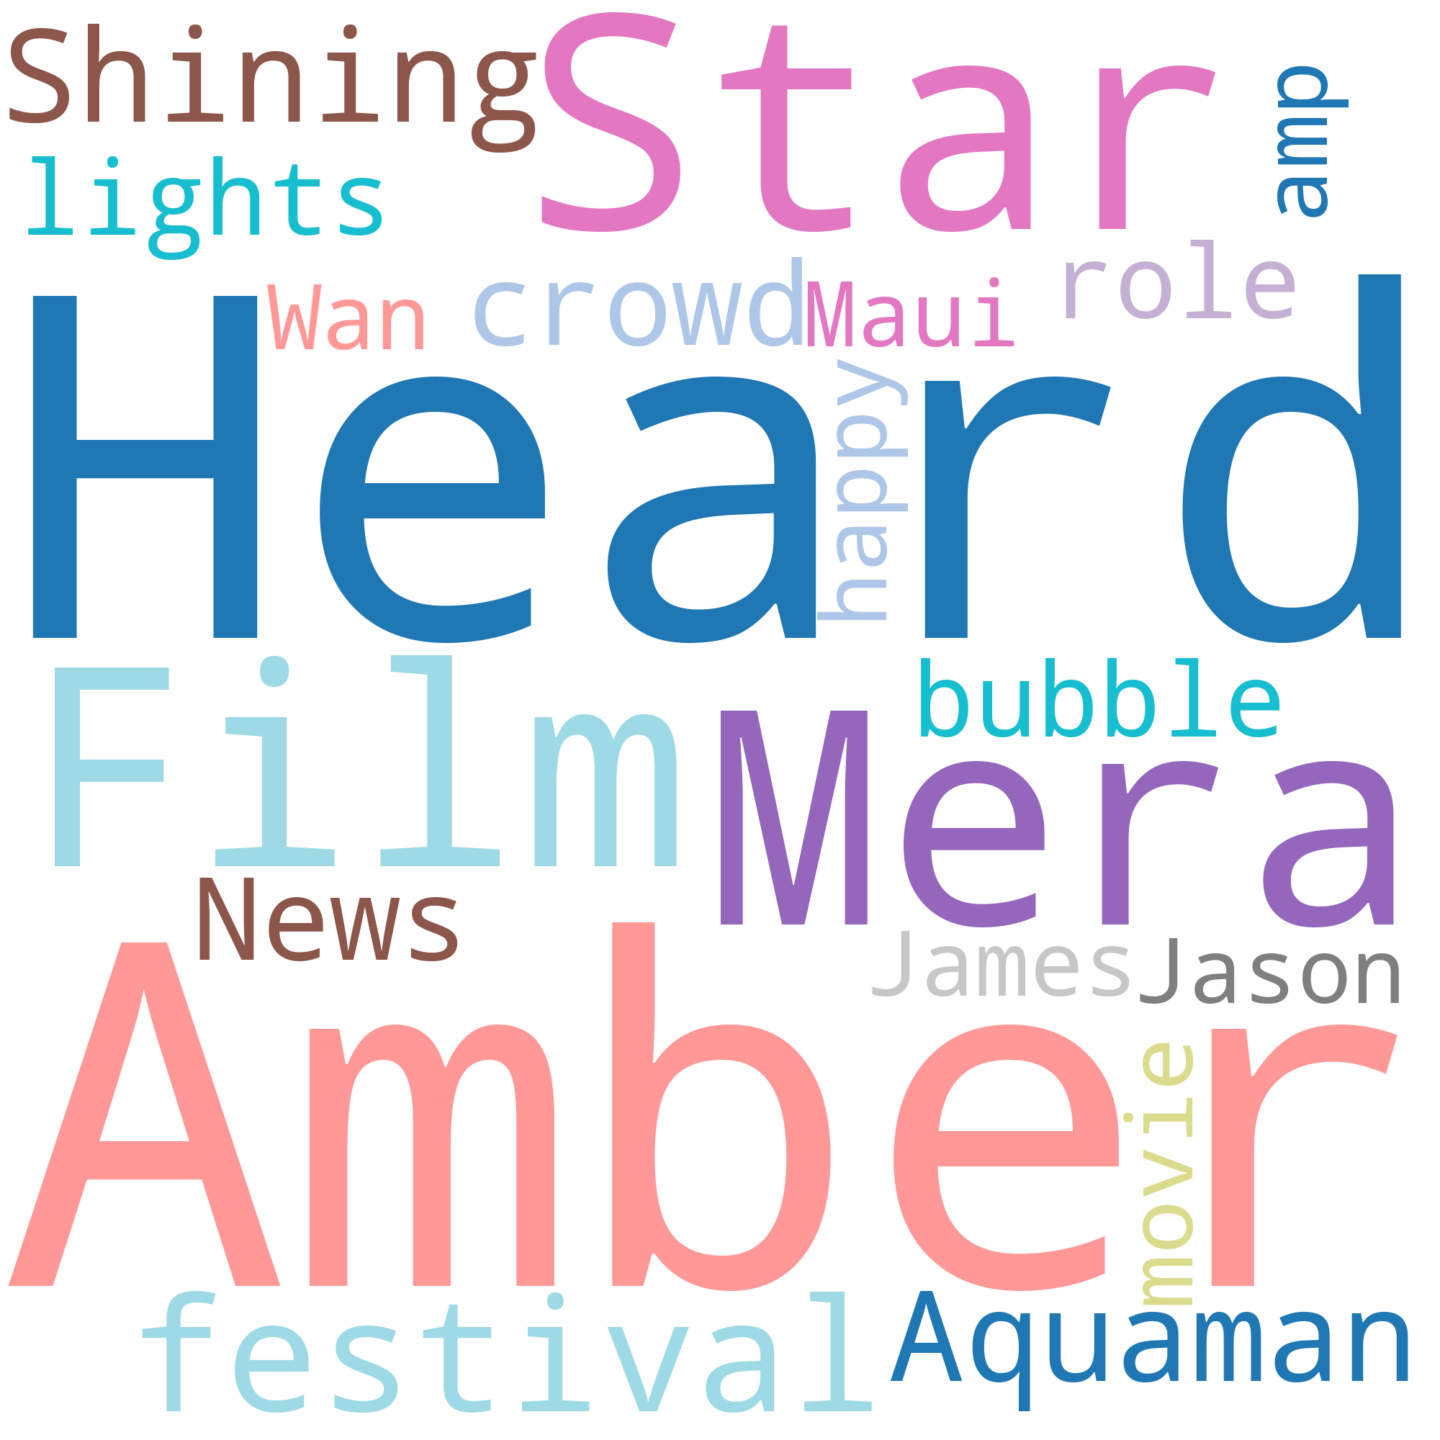 Shining
Star
amp
lights
role
Wan
crowd
Maui
Heard
happy
Film
bubble
Mera
News
James
Jason
Amber
movie
festival
Aquaman